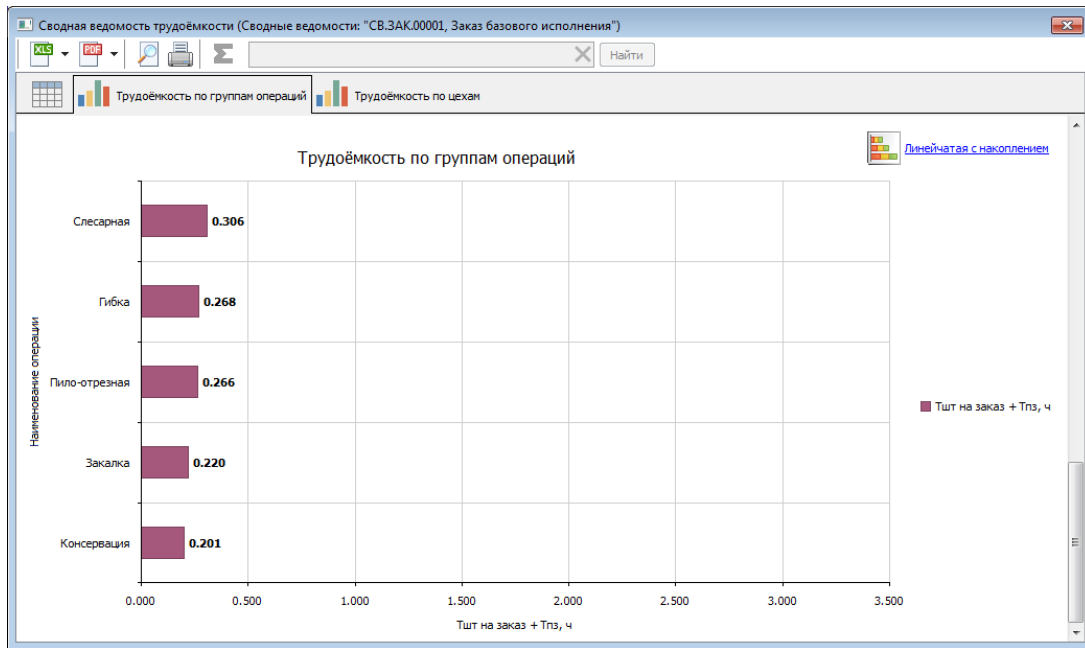 Сводная ведомость трудоёмкости (Сводные ведомости: "СВ.ЗАК.00001, Заказ базового исполнения")
XLS PDF Найти
Трудоёмкость по группам операций Трудоёмкость по цехам
Трудоёмкость по группам операций
Линейчатая с накоплением
Наименование операции
Слесарная 0.306
Гибка 0.268
Пило-отрезная 0.266
Закалка 0.220
Консервация 0.201
Тшт на заказ + Тпз, ч
0.000 0.500 1.000 1.500 2.000 2.500 3.000 3.500
Тшт на заказ + Тпз, ч